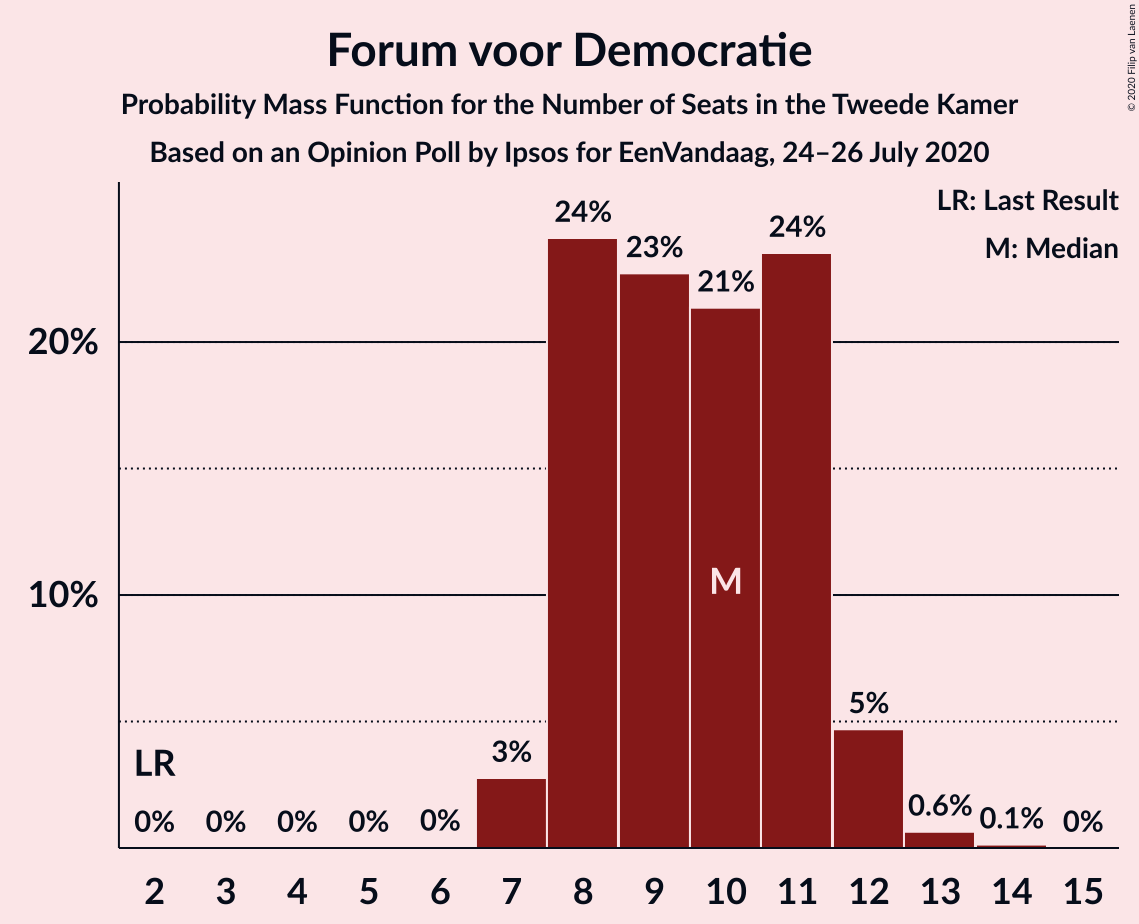 Forum voor Democratie
Probability Mass Function for the Number of Seats in the Tweede Kamer
Based on an Opinion Poll by Ipsos for EenVandaag, 24–26 July 2020
© 2020 Filip van Laenen
LR: Last Result
M: Median
24%
23%
21%
24%
20%
10%
M
LR
0%
0%
0%
0%
0%
3%
5%
0.6%
0.1%
0%
2 3 4 5 6 7 8 9 10 11 12 13 14 15